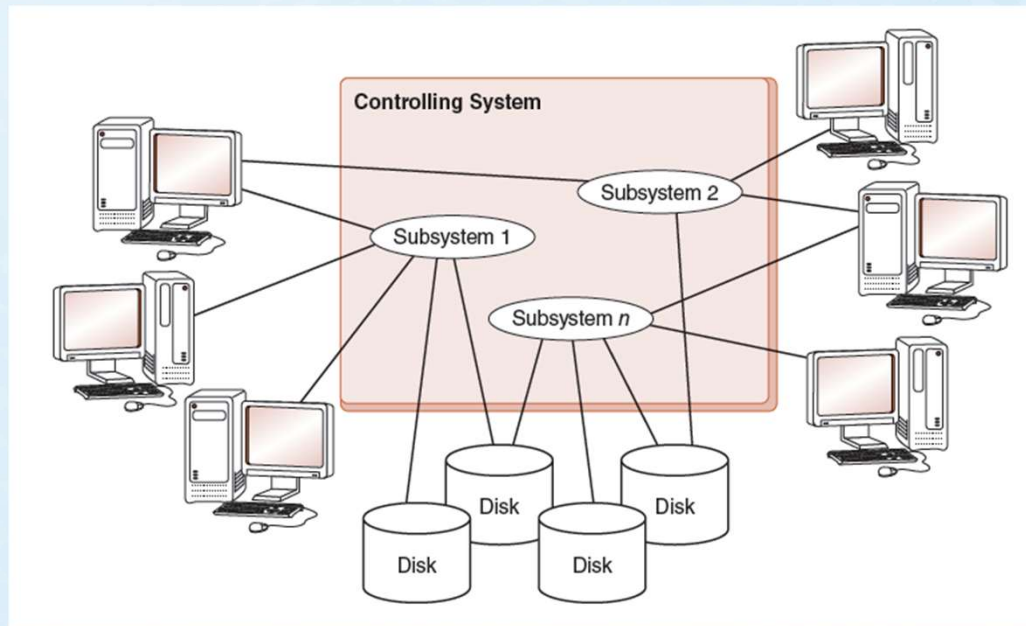 Controlling System
Subsystem 2
Subsystem 1
Subsystem n
Disk
Disk
Disk
Disk